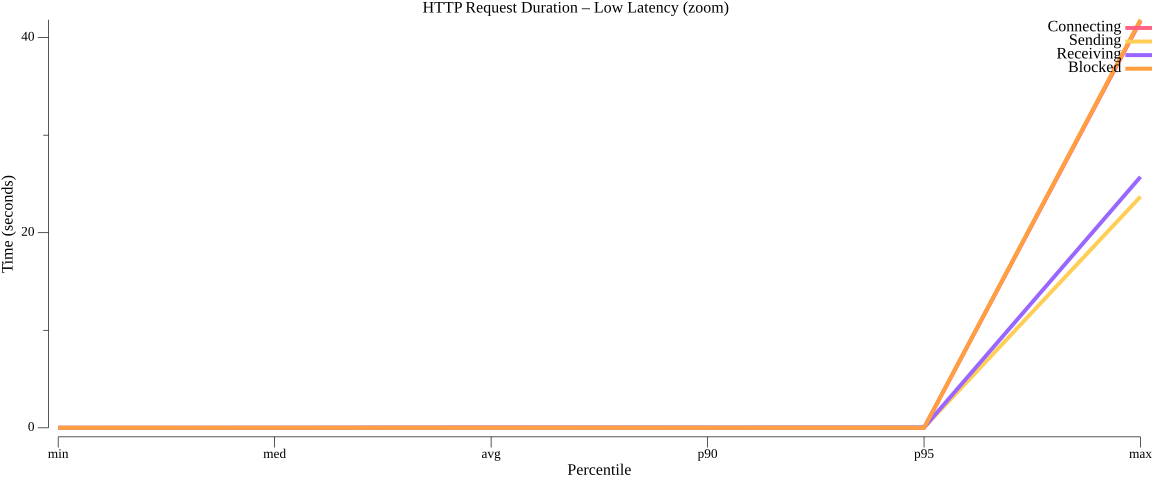 HTTP Request Duration – Low Latency (zoom)
Connecting
Sending
Receiving
Blocked
Time (seconds)
40
20
0
min
med
avg
p90
p95
max
Percentile